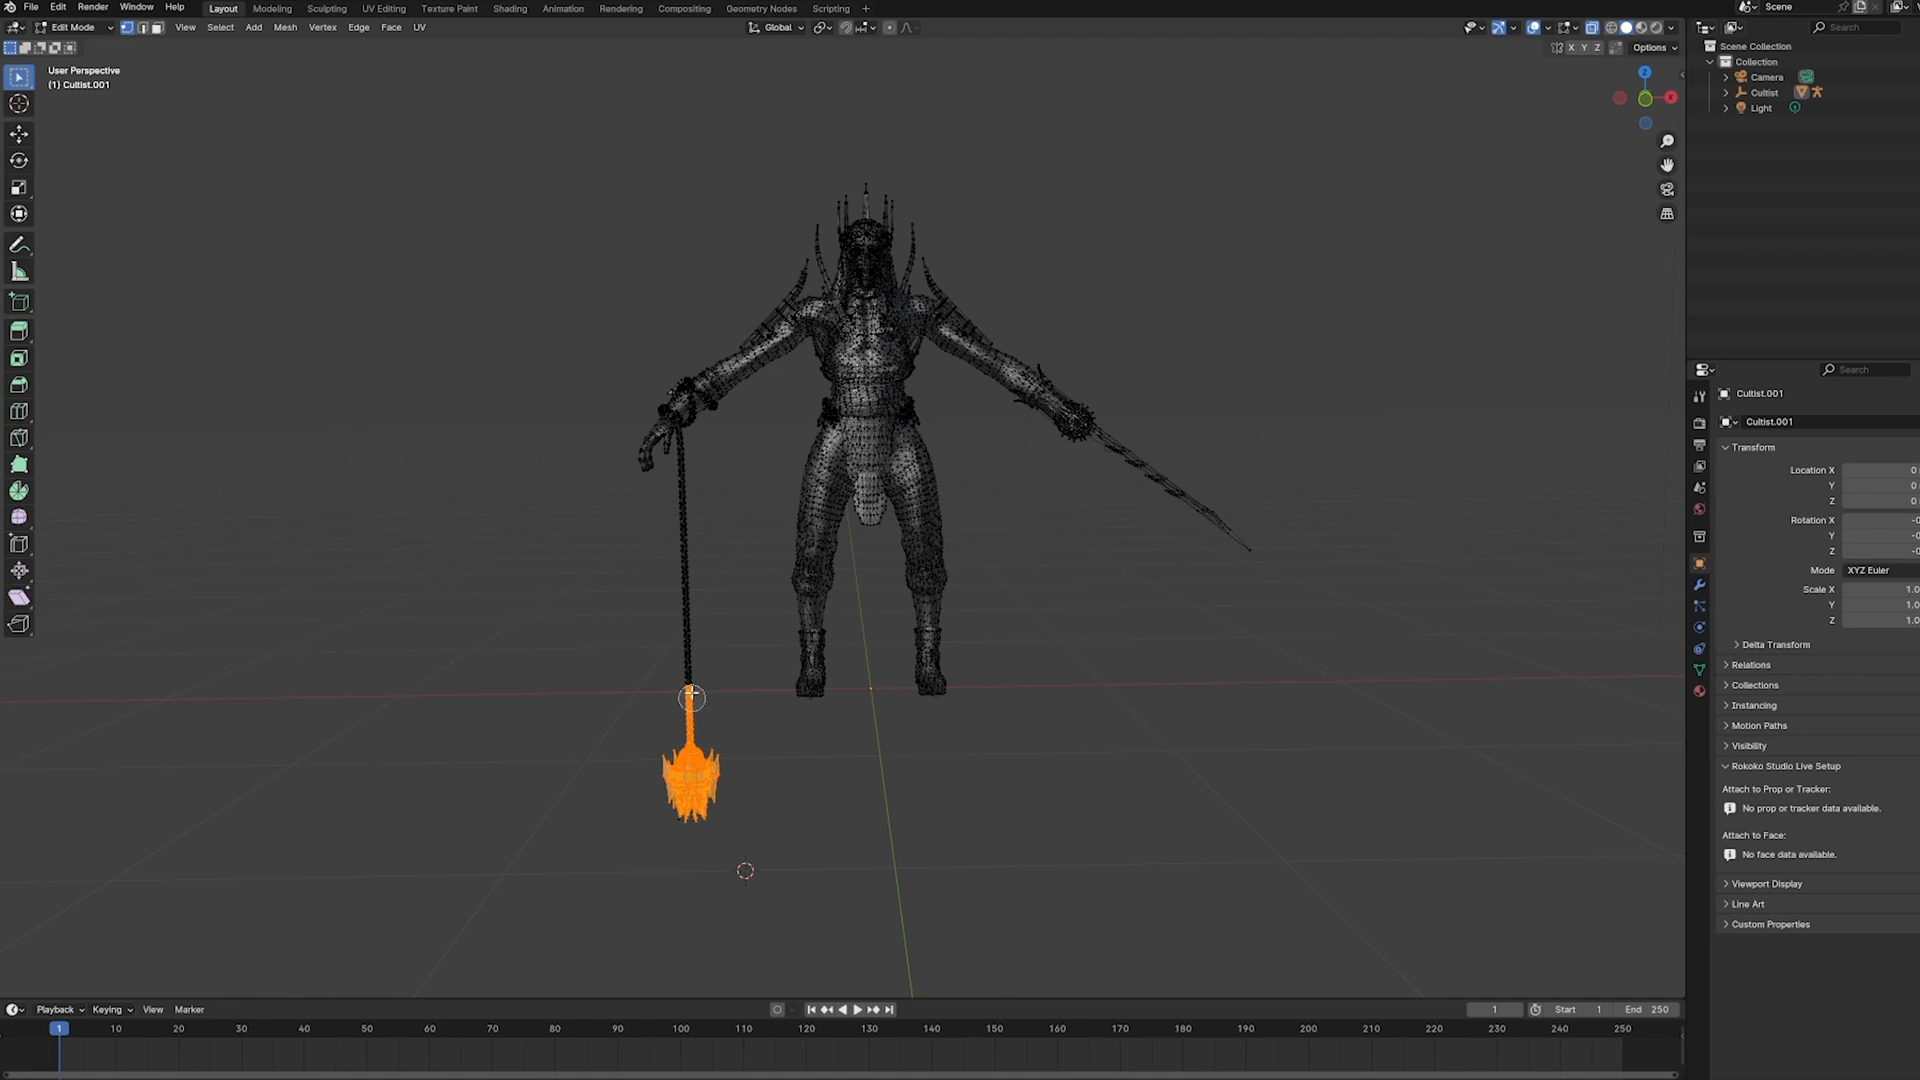 File Edit Render Window Help Layout Modeling Sculpting UV Editing Texture Paint Shading Animation Rendering Compositing Geometry Nodes Scripting + Scene
Edit Mode View Select Add Mesh Vertex Edge Face UV Global Search
X Y Z Options
User Perspective
(1) Cultist.001
Z
X
Scene Collection
Collection
Camera
Cultist
Light
Search
Cultist.001
Cultist.001
Transform
Location X 0
Y 0
Z 0
Rotation X -0
Y -0
Z -0
Mode XYZ Euler
Scale X 1.0
Y 1.0
Z 1.0
Delta Transform
Relations
Collections
Instancing
Motion Paths
Visibility
Rokoko Studio Live Setup
Attach to Prop or Tracker:
No prop or tracker data available.
Attach to Face:
No face data available.
Viewport Display
Line Art
Custom Properties
Playback Keying View Marker 1 Start 1 End 250
1 10 20 30 40 50 60 70 80 90 100 110 120 130 140 150 160 170 180 190 200 210 220 230 240 250